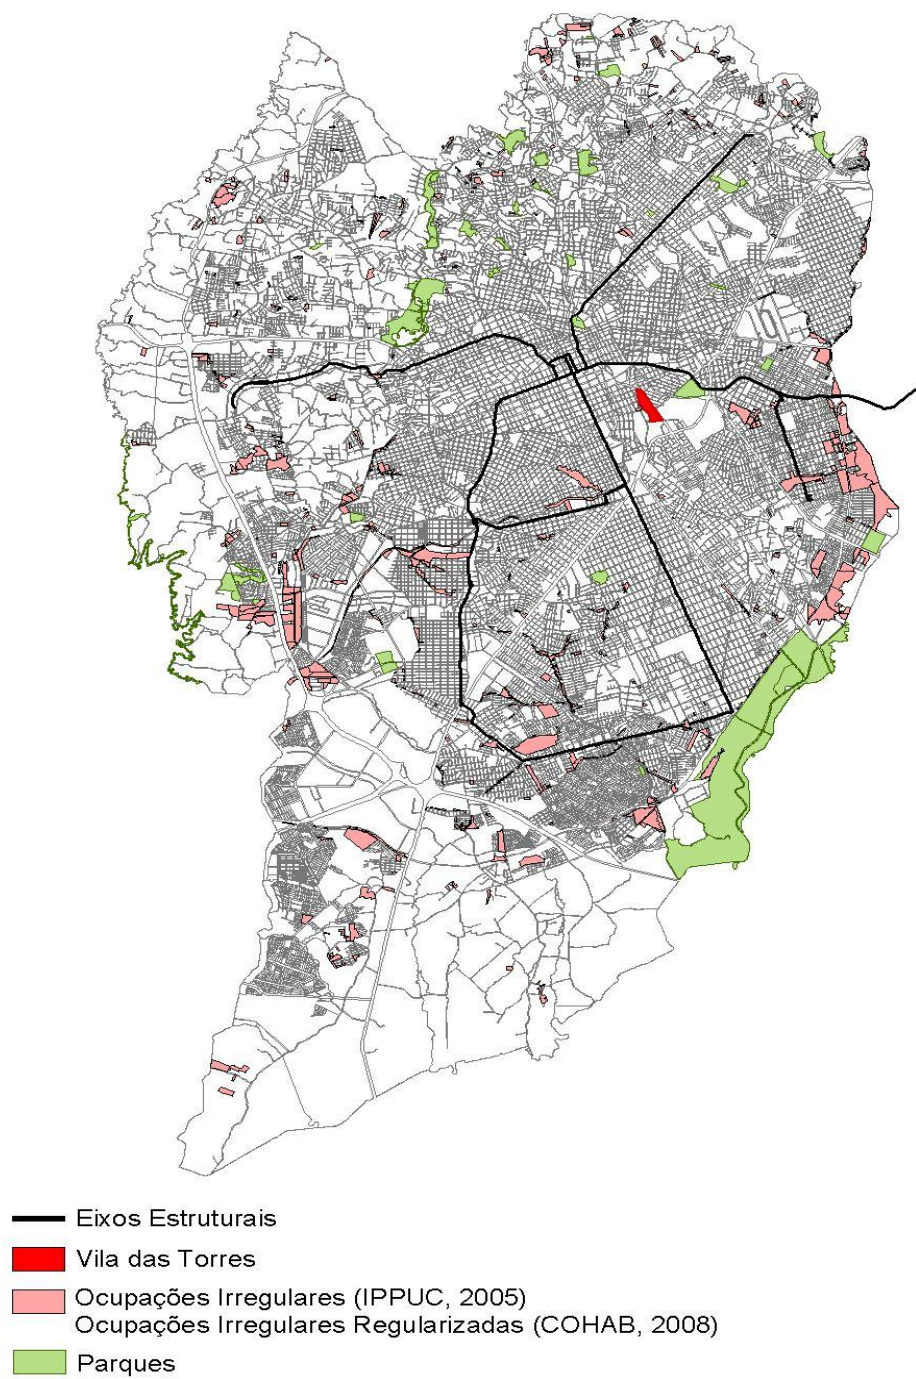 Eixos Estruturais
Vila das Torres
Ocupações Irregulares (IPPUC, 2005)
Ocupações Irregulares Regularizadas (COHAB, 2008)
Parques